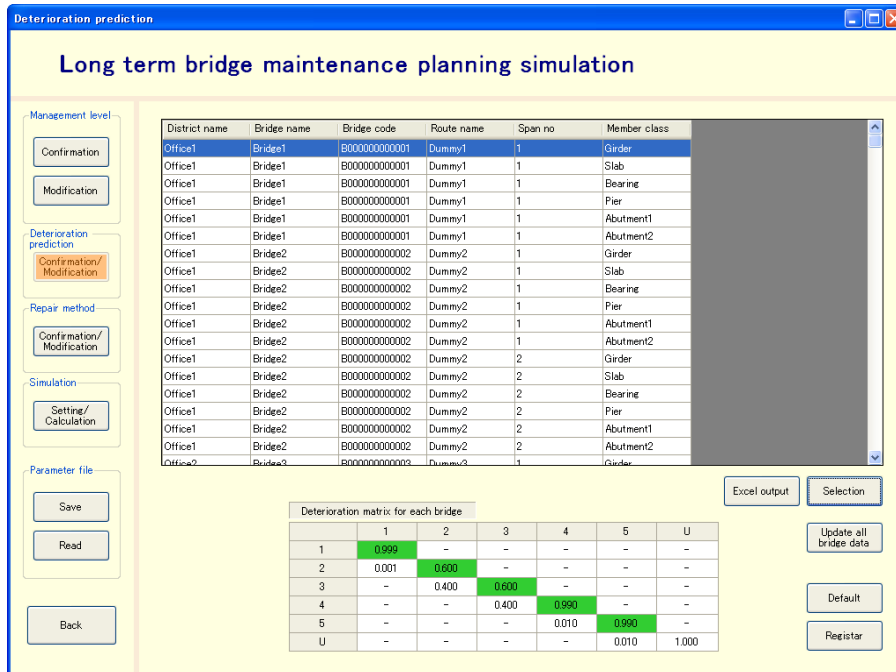 Deterioration prediction
Long term bridge maintenance planning simulation
Management level
Confirmation
Modification
Deterioration
prediction
Confirmation/
Modification
Repair method
Confirmation/
Modification
Simulation
Setting/
Calculation
Parameter file
Save
Read
Back
District name Bridge name Bridge code Route name Span no Member class
Office1 Bridge1 B000000000001 Dummy1 1 Girder
Office1 Bridge1 B000000000001 Dummy1 1 Slab
Office1 Bridge1 B000000000001 Dummy1 1 Bearing
Office1 Bridge1 B000000000001 Dummy1 1 Pier
Office1 Bridge1 B000000000001 Dummy1 1 Abutment1
Office1 Bridge1 B000000000001 Dummy1 1 Abutment2
Office1 Bridge2 B000000000002 Dummy2 1 Girder
Office1 Bridge2 B000000000002 Dummy2 1 Slab
Office1 Bridge2 B000000000002 Dummy2 1 Bearing
Office1 Bridge2 B000000000002 Dummy2 1 Pier
Office1 Bridge2 B000000000002 Dummy2 1 Abutment1
Office1 Bridge2 B000000000002 Dummy2 1 Abutment2
Office1 Bridge2 B000000000002 Dummy2 2 Girder
Office1 Bridge2 B000000000002 Dummy2 2 Slab
Office1 Bridge2 B000000000002 Dummy2 2 Bearing
Office1 Bridge2 B000000000002 Dummy2 2 Pier
Office1 Bridge2 B000000000002 Dummy2 2 Abutment1
Office1 Bridge2 B000000000002 Dummy2 2 Abutment2
Office2 Bridge3 B000000000003 Dummy3 1 Girder
Excel output
Selection
Update all
bridge data
Default
Registar
Deterioration matrix for each bridge
1 2 3 4 5 U
1 0.999 - - - - -
2 0.001 0.600 - - - -
3 - 0.400 0.600 - - -
4 - - 0.400 0.990 - -
5 - - - 0.010 0.990 -
U - - - - 0.010 1.000